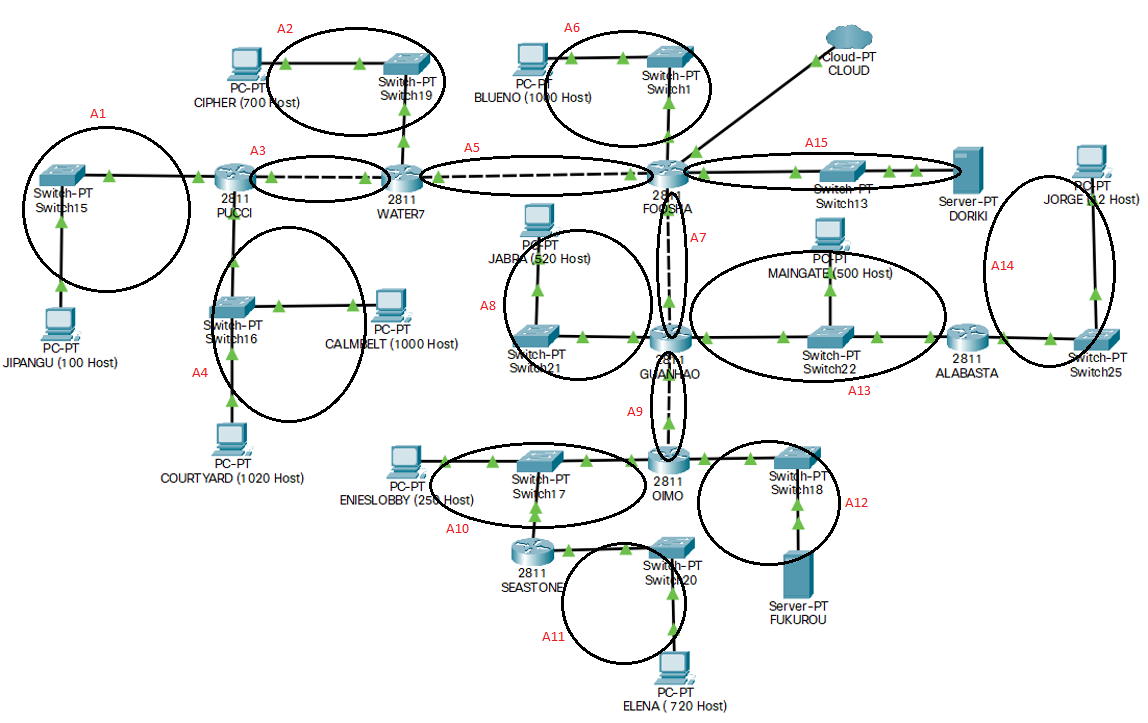 A2
A6
Cloud-PT
CLOUD
PC-PT
CIPHER (700 Host)
Switch-PT
Switch19
PC-PT
BLUENO (1000 Host)
Switch-PT
Switch1
A1
A3
A5
A15
Switch-PT
Switch15
2811
PUCCI
2811
WATER7
2811
FOOSHA
Switch-PT
Switch13
Server-PT
DORIKI
PC-PT
JORGE (12 Host)
PC-PT
JABRA (520 Host)
A7
PC-PT
MAINGATE (500 Host)
A14
A8
Switch-PT
Switch16
PC-PT
CALMBELT (1000 Host)
PC-PT
JIPANGU (100 Host)
Switch-PT
Switch21
2811
GUANHAO
Switch-PT
Switch22
2811
ALABASTA
Switch-PT
Switch25
A4
A13
A9
PC-PT
COURTYARD (1020 Host)
PC-PT
ENIESLOBBY (250 Host)
Switch-PT
Switch17
2811
OIMO
Switch-PT
Switch18
A12
A10
2811
SEASTONE
Switch-PT
Switch20
Server-PT
FUKUROU
A11
PC-PT
ELENA ( 720 Host)